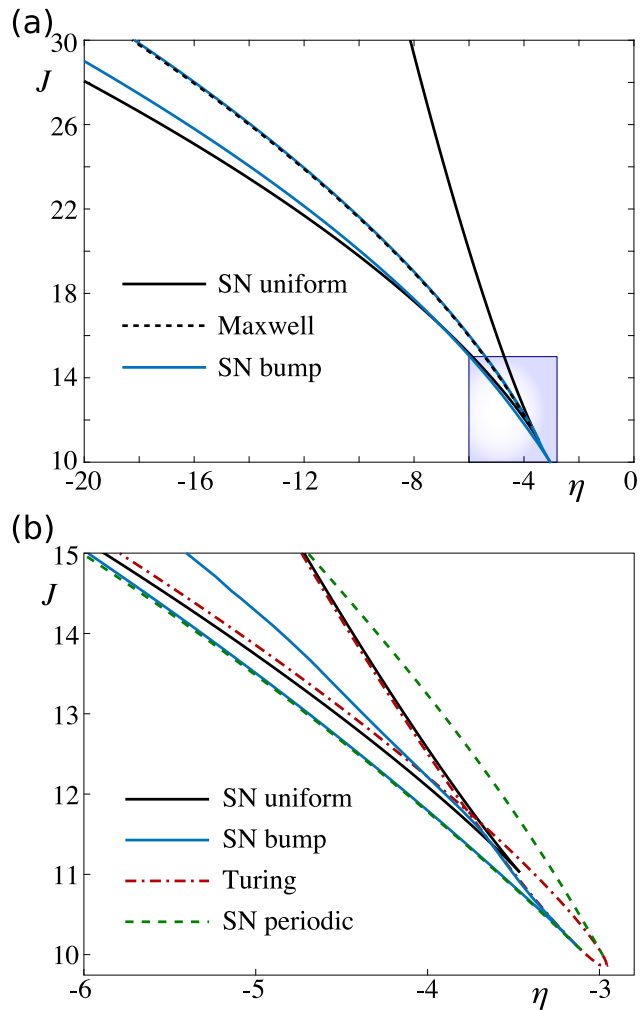 (a)
30
J
26
22
18
14
10
SN uniform
Maxwell
SN bump
-20 -16 -12 -8 -4 η 0
(b)
15
J
14
13
12
11
10
SN uniform
SN bump
Turing
SN periodic
-6 -5 -4 η -3